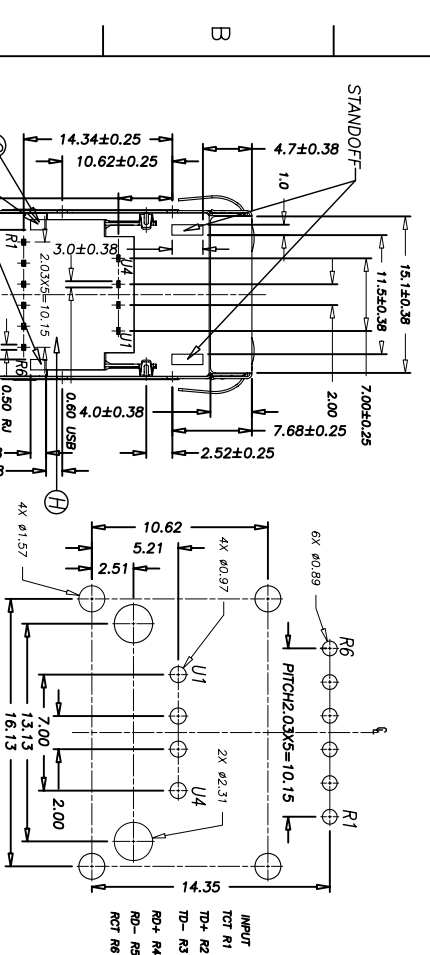 B
STANDOFF
4.7±0.38
14.34±0.25
10.62±0.25
1.0
15.1±0.38
11.5±0.38
7.00±0.25
2.00
3.0±0.38
R1
U4
2.03X5=10.15
U1
R6
4.0±0.38
7.68±0.25
2.52±0.25
0.60 USB
0.50 RJ
H
4X ø1.57
10.62
5.21
2.51
4X ø0.97
6X ø0.89
R6
PITCH2.03X5=10.15
R1
U1
U4
7.00
13.13
16.13
2.00
2X ø2.31
14.35
INPUT
TCT R1
TD+ R2
TD- R3
RD+ R4
RD- R5
RCT R6